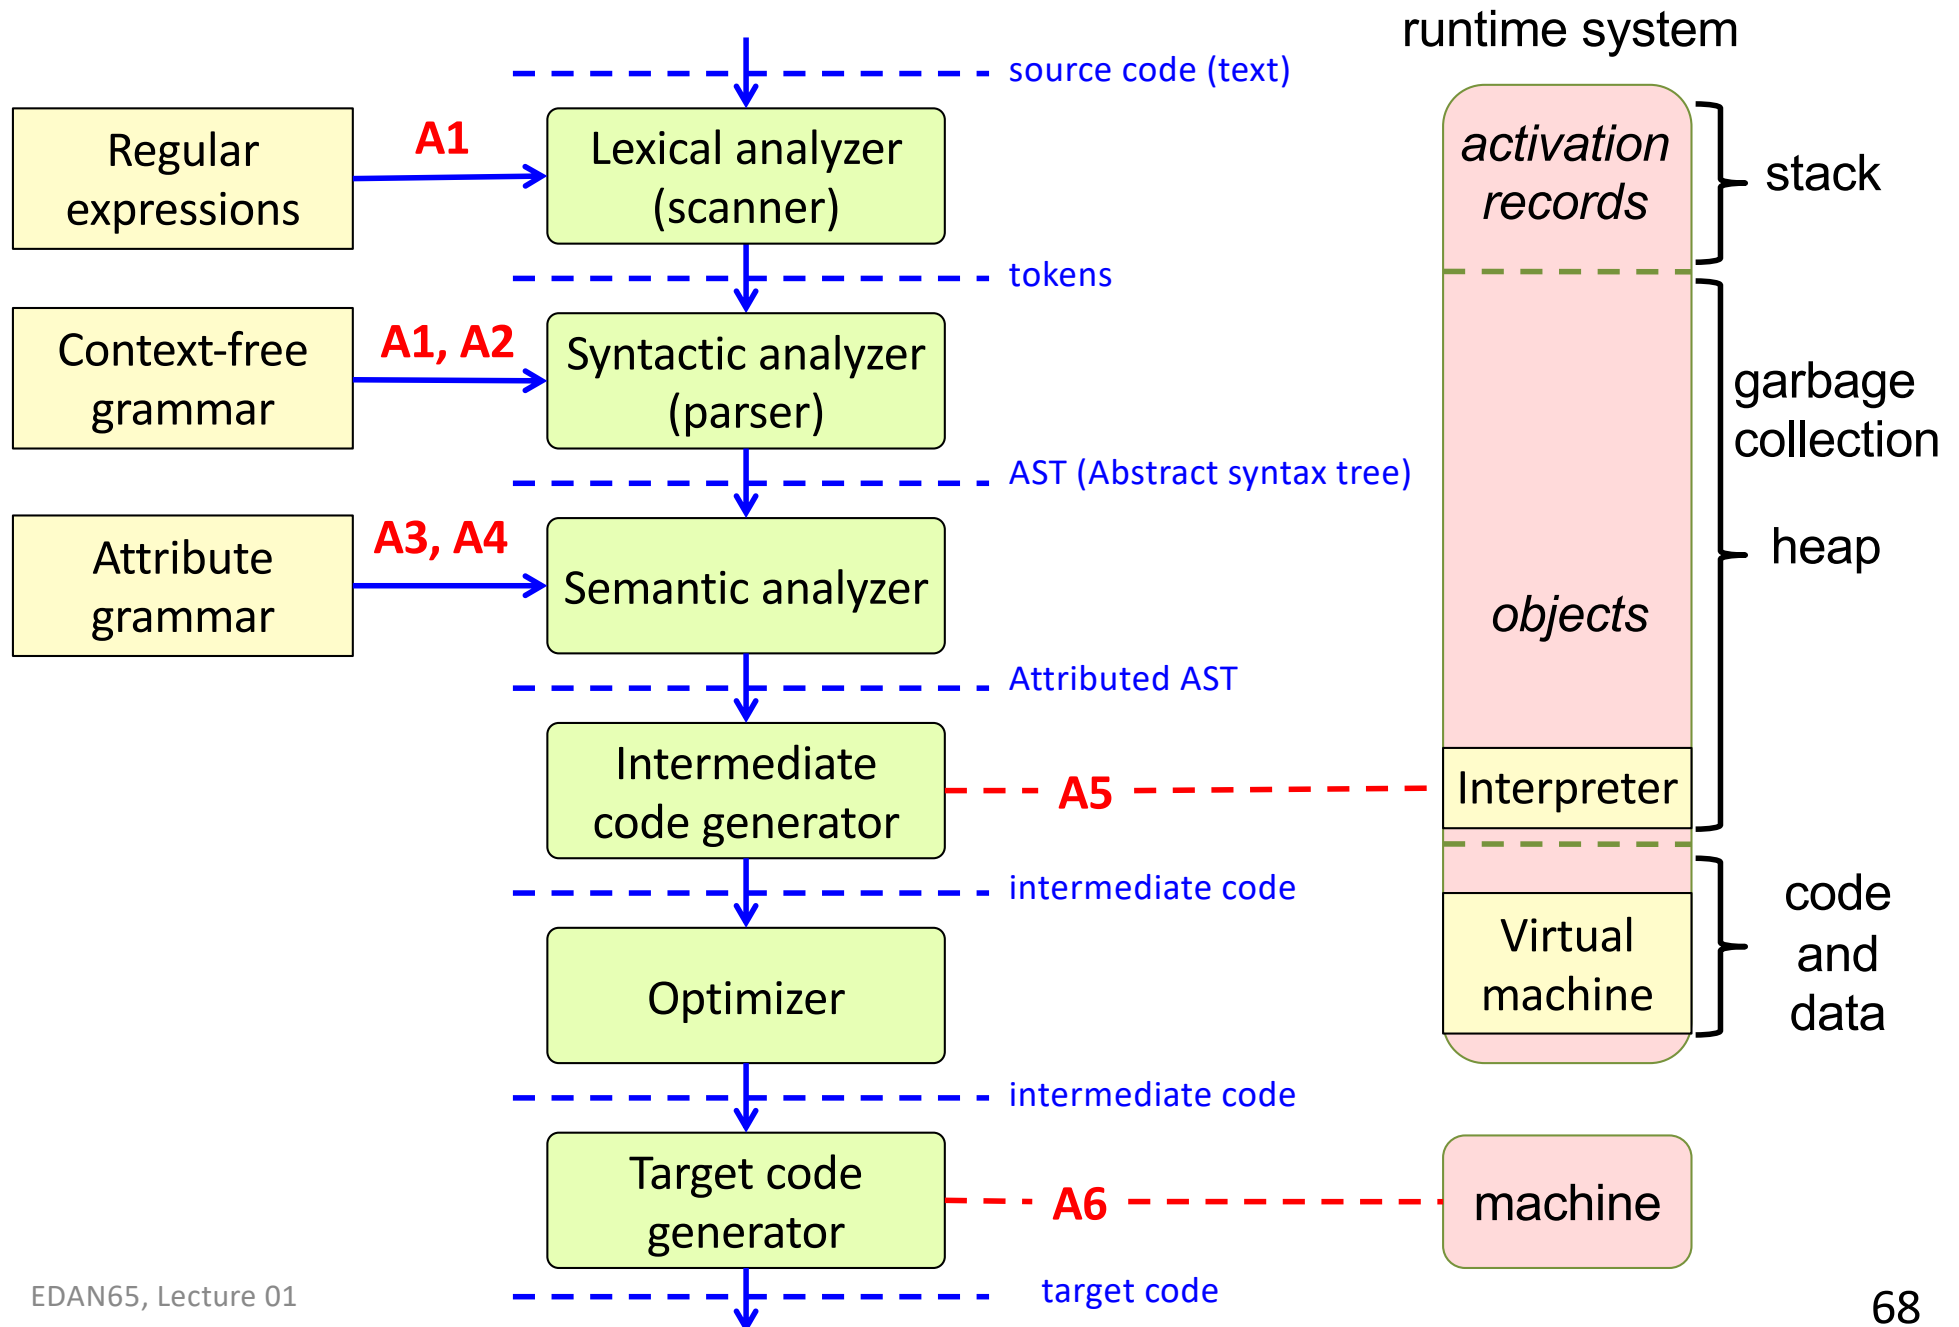 runtime system
source code (text)
Regular
expressions
A1
Lexical analyzer
(scanner)
activation
records
stack
tokens
Context-free
grammar
A1, A2
Syntactic analyzer
(parser)
garbage
collection
AST (Abstract syntax tree)
Attribute
grammar
A3, A4
Semantic analyzer
heap
objects
Attributed AST
Intermediate
code generator
A5
Interpreter
intermediate code
Optimizer
Virtual
machine
code
and
data
intermediate code
Target code
generator
A6
machine
target code
EDAN65, Lecture 01
68